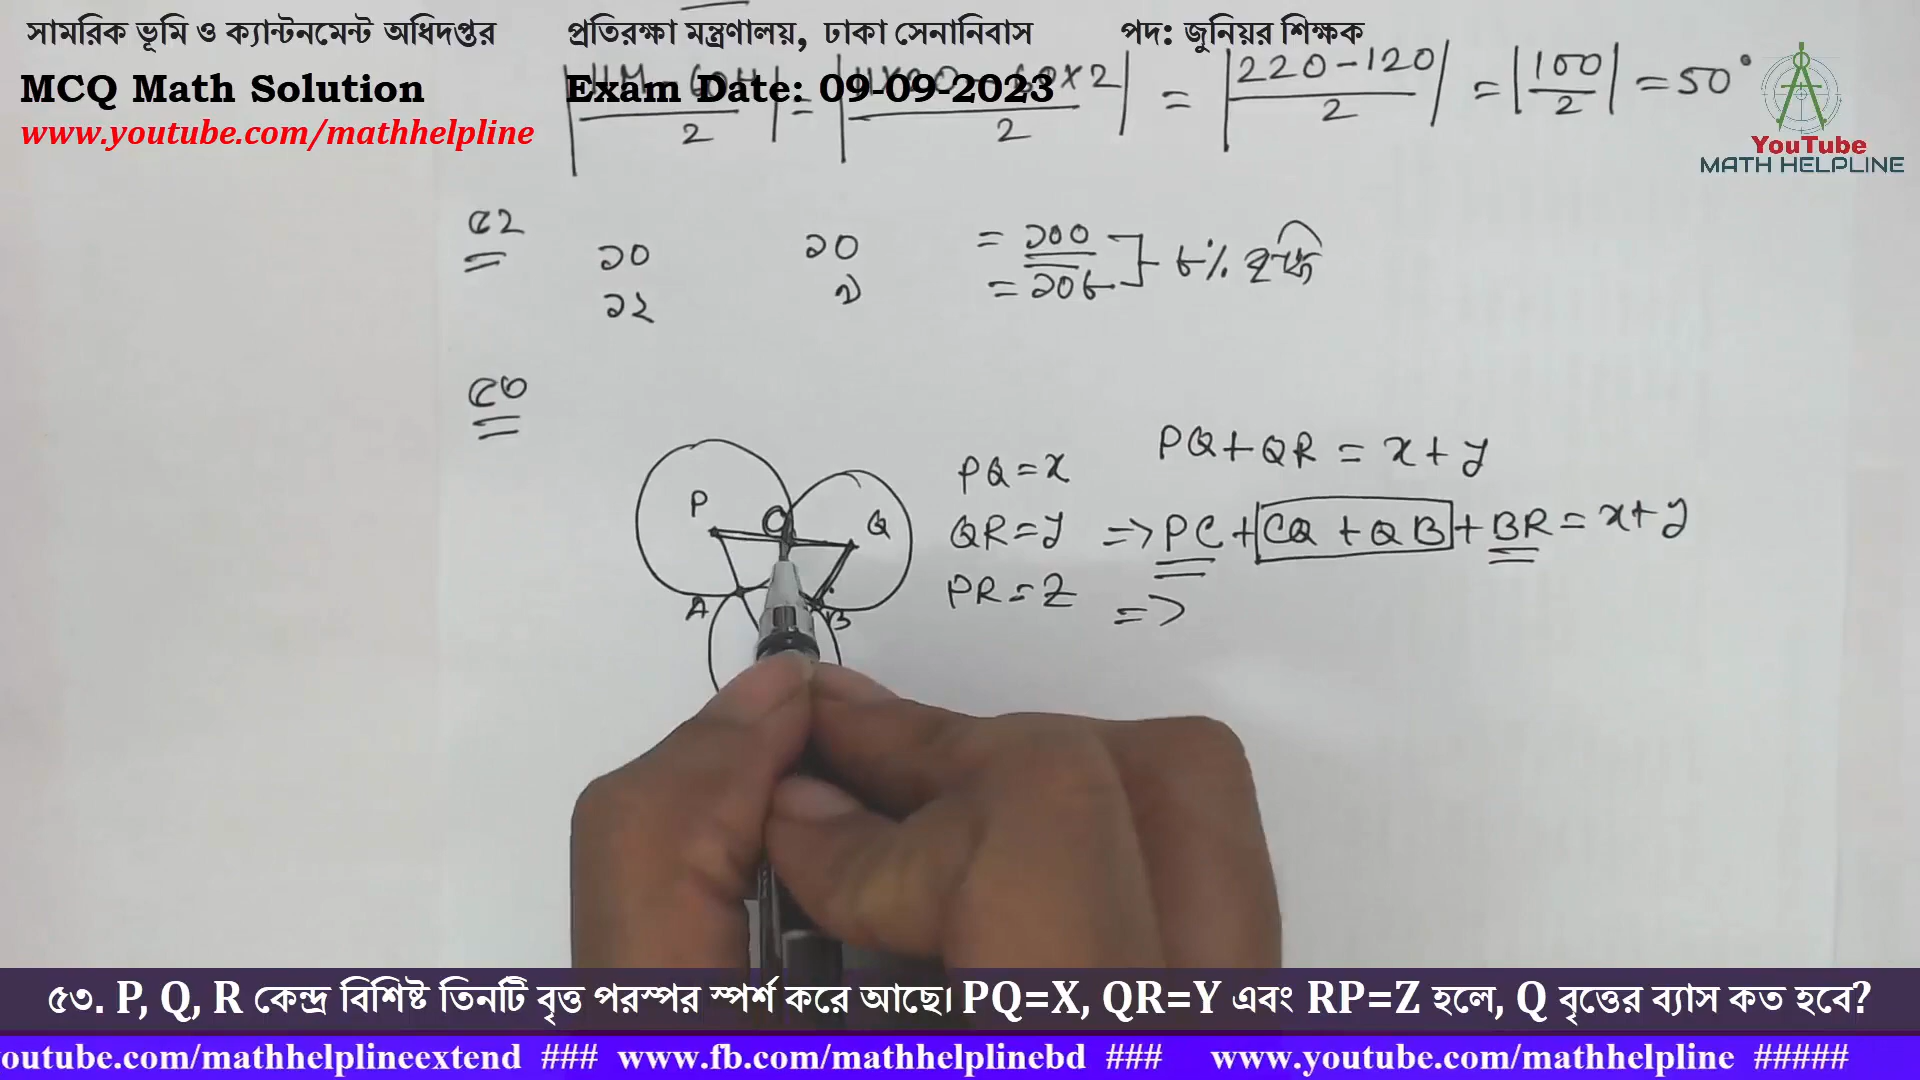 সামরিক ভূমি ও ক্যান্টনমেন্ট অধিদপ্তর প্রতিরক্ষা মন্ত্রণালয়, ঢাকা সেনানিবাস পদ: জুনিয়র শিক্ষক
MCQ Math Solution Exam Date: 09-09-2023
www.youtube.com/mathhelpline
= |220-120/2| = |100/2| = 50°
YouTube
MATH HELPLINE
৫২
১০ ১০ = ১০০
১২ ৯ = ১০৮
৮% বৃদ্ধি
৫৩
PQ+QR = x+y
P C Q PQ=x
QR=y => PC+CQ+QB+BR=x+y
A B PR=Z =>
৫৩. P, Q, R কেন্দ্র বিশিষ্ট তিনটি বৃত্ত পরস্পর স্পর্শ করে আছে। PQ=X, QR=Y এবং RP=Z হলে, Q বৃত্তের ব্যাস কত হবে?
outube.com/mathhelplineextend ### www.fb.com/mathhelplinebd ### www.youtube.com/mathhelpline #####